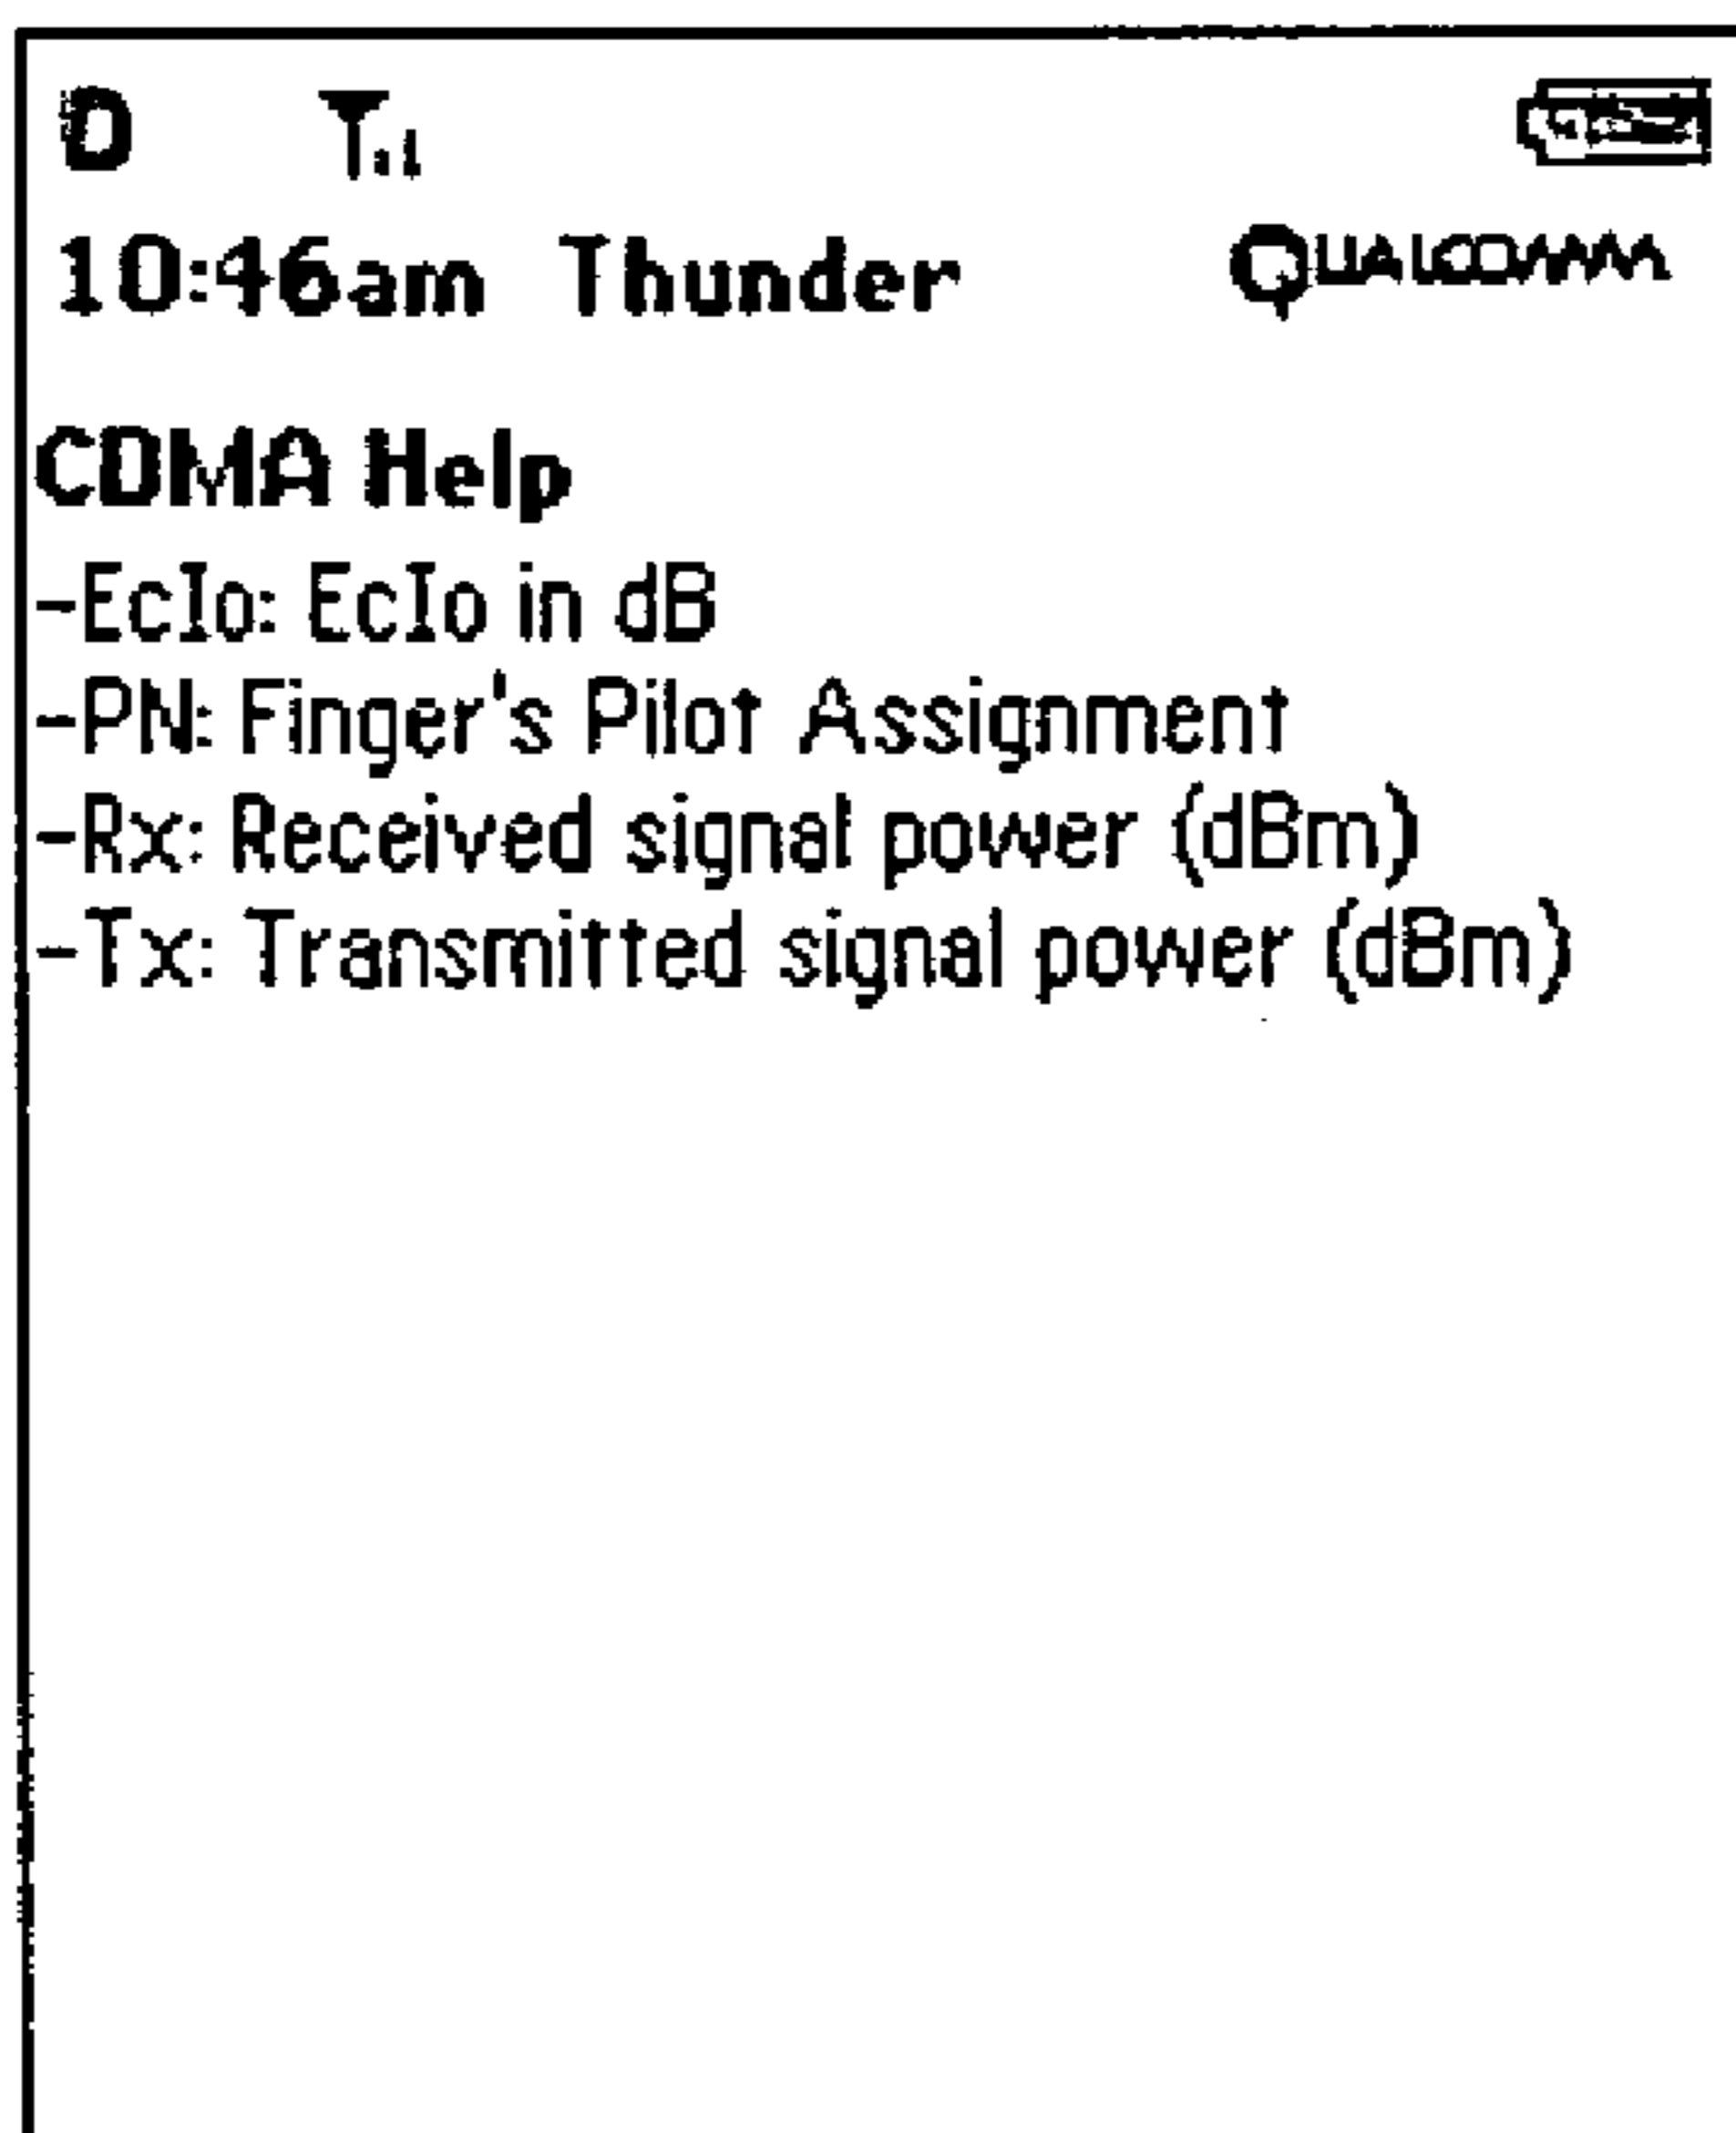 D
10:46am Thunder Qualcomm
CDMA Help
-EcIo: EcIo in dB
-PN: Finger's Pilot Assignment
-Rx: Received signal power (dBm)
-Tx: Transmitted signal power (dBm)